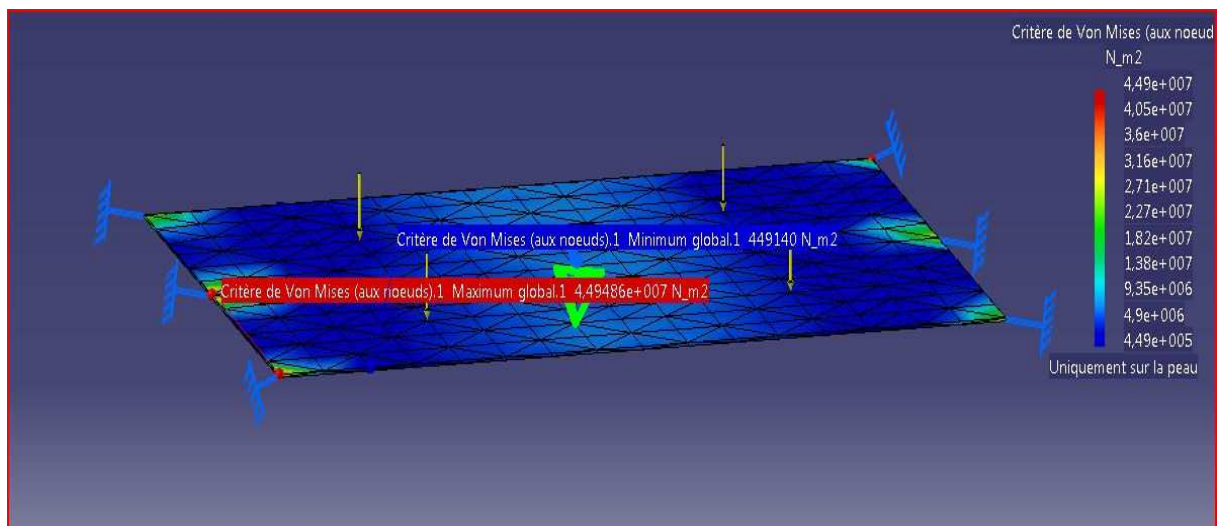 Critère de Von Mises (aux noeud
N_m2
4,49e+007
4,05e+007
3,6e+007
3,16e+007
2,71e+007
2,27e+007
1,82e+007
1,38e+007
9,35e+006
4,9e+006
4,49e+005
Uniquement sur la peau
Critère de Von Mises (aux noeuds).1 Minimum global.1 449140 N_m2
Critère de Von Mises (aux noeuds).1 Maximum global.1 4,49486e+007 N_m2